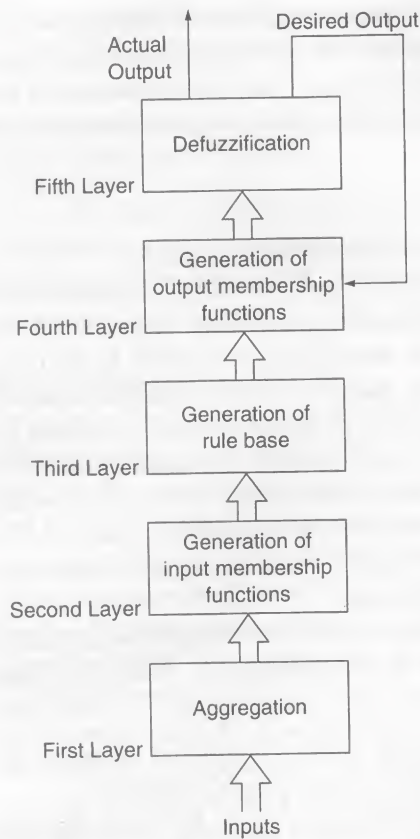 Desired Output
Actual
Output
Defuzzification
Fifth Layer
Generation of
output membership
functions
Fourth Layer
Generation of
rule base
Third Layer
Generation of
input membership
functions
Second Layer
Aggregation
First Layer
Inputs